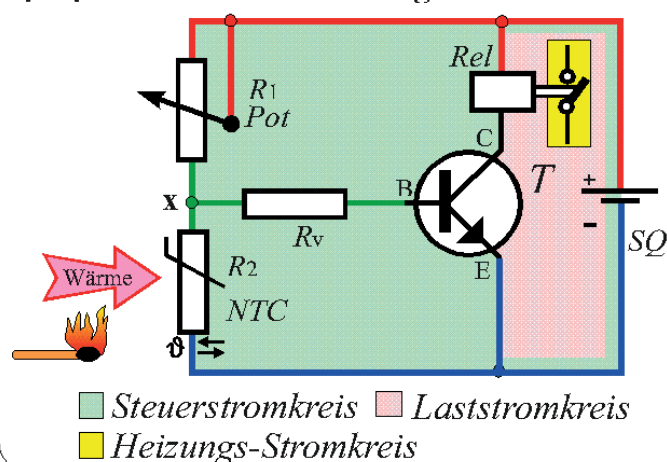 Rel
R1
Pot
C
B
T
+
x
-
Rv
SQ
Wärme
R2
E
NTC
ϑ
Steuerstromkreis
Laststromkreis
Heizungs-Stromkreis